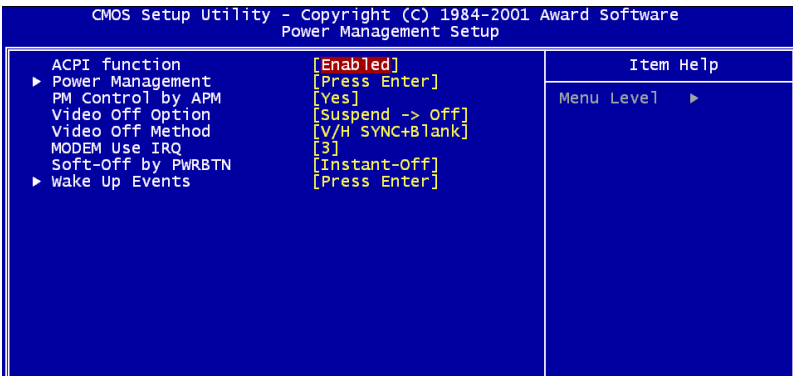 CMOS Setup Utility - Copyright (C) 1984-2001 Award Software
Power Management Setup
ACPI function [Enabled]
▶ Power Management [Press Enter]
PM Control by APM [Yes]
Video Off Option [Suspend -> Off]
Video Off Method [V/H SYNC+Blank]
MODEM Use IRQ [3]
Soft-Off by PWRBTN [Instant-Off]
▶ Wake Up Events [Press Enter]
Item Help
Menu Level ▶